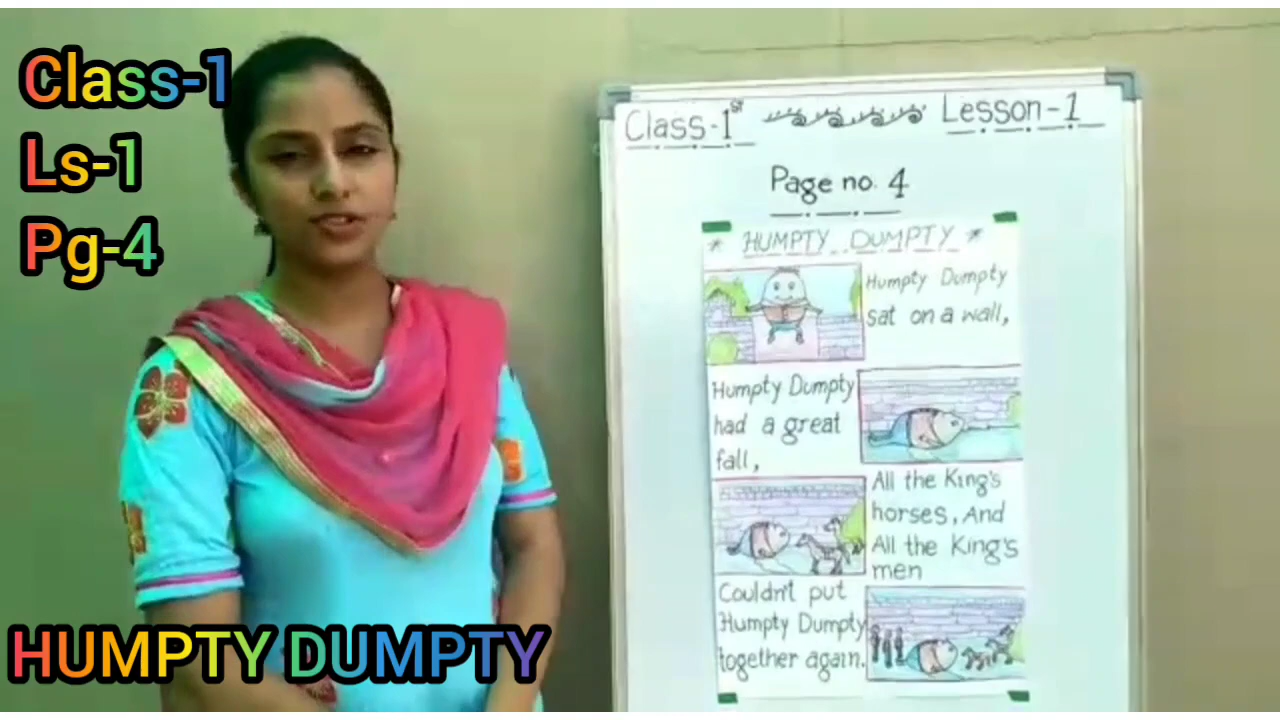 Class-1
Ls-1
Pg-4
HUMPTY DUMPTY
Class-1st
Lesson-1
Page no. 4
* HUMPTY DUMPTY *
Humpty Dumpty
sat on a wall,
Humpty Dumpty
had a great
fall,
All the King's
horses, And
All the King's
men
Couldn't put
Humpty Dumpty
together again.